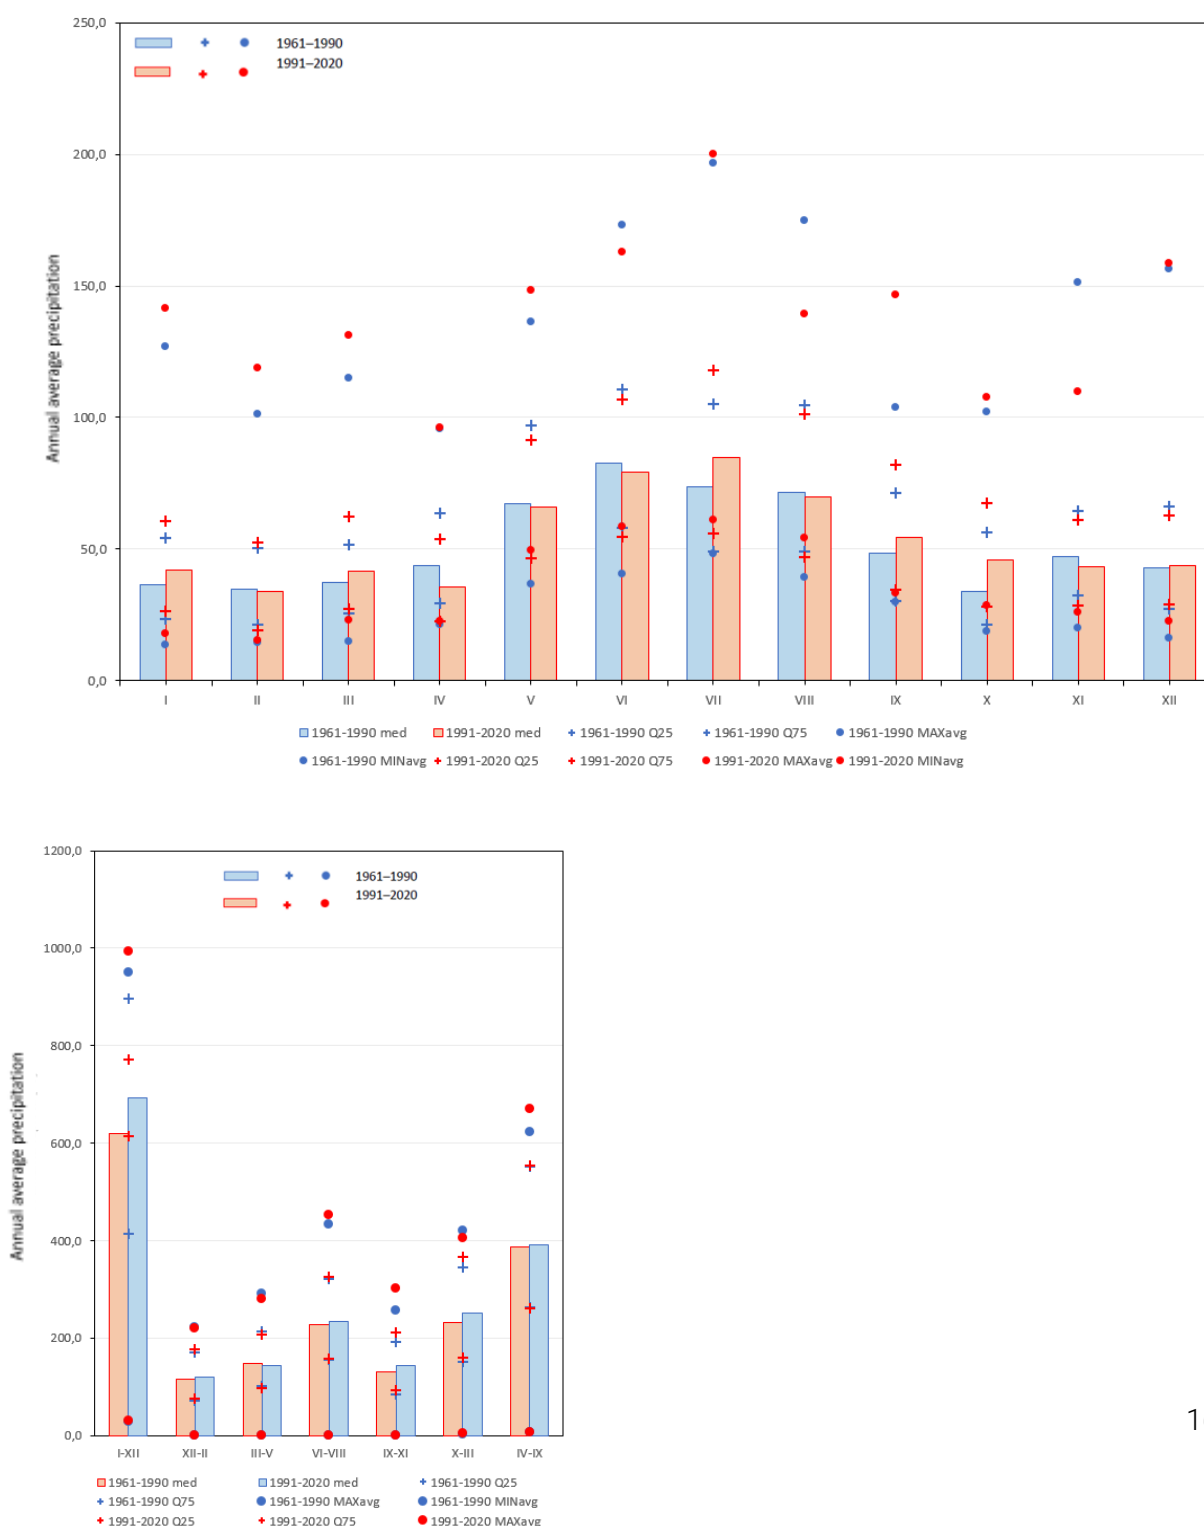 250,0
1961–1990
1991–2020
200,0
150,0
Annual average precipitation
100,0
50,0
0,0
I II III IV V VI VII VIII IX X XI XII
1961-1990 med 1991-2020 med 1961-1990 Q25 1961-1990 Q75 1961-1990 MAXavg
1961-1990 MINavg 1991-2020 Q25 1991-2020 Q75 1991-2020 MAXavg 1991-2020 MINavg
1200,0
1961–1990
1991–2020
1000,0
800,0
Annual average precipitation
600,0
400,0
200,0
0,0
I-XII XII-II III-V VI-VIII IX-XI X-III IV-IX
1
1961-1990 med 1991-2020 med 1961-1990 Q25
1961-1990 Q75 1961-1990 MAXavg 1961-1990 MINavg
1991-2020 Q25 1991-2020 Q75 1991-2020 MAXavg